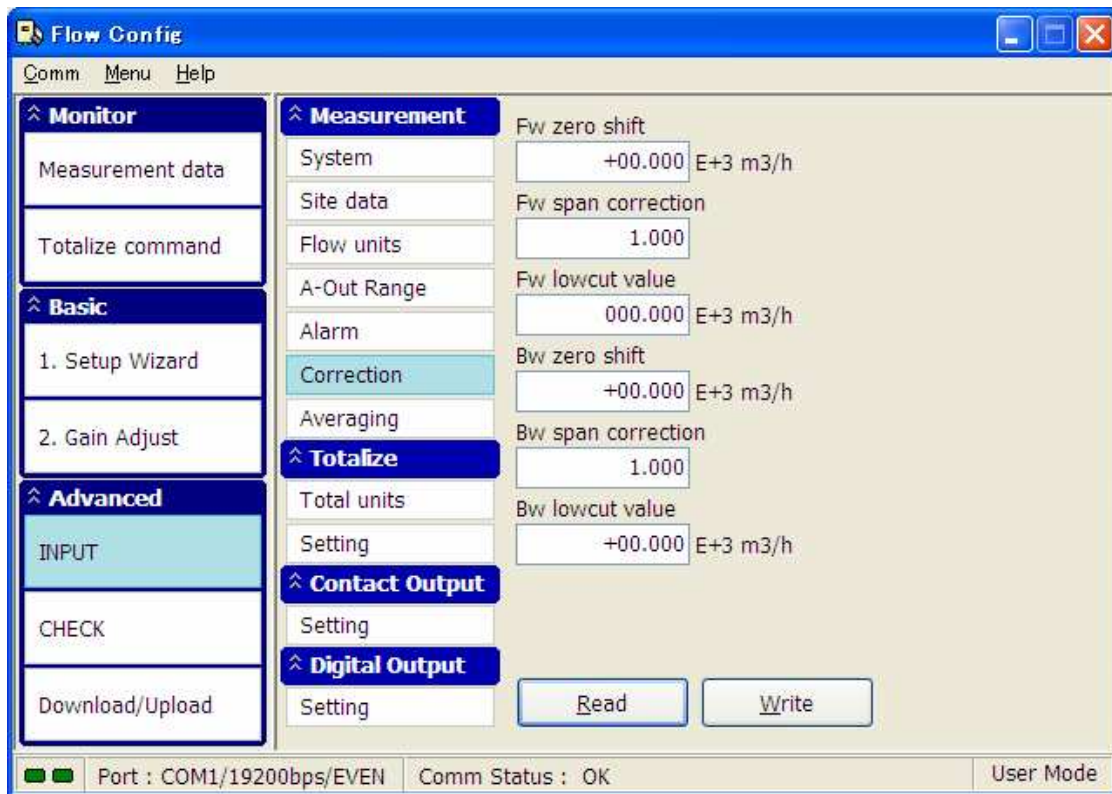 Flow Config
Comm Menu Help
Monitor
Measurement data
Totalize command
Basic
1. Setup Wizard
2. Gain Adjust
Advanced
INPUT
CHECK
Download/Upload
Measurement
System
Site data
Flow units
A-Out Range
Alarm
Correction
Averaging
Totalize
Total units
Setting
Contact Output
Setting
Digital Output
Setting
Fw zero shift
+00.000 E+3 m3/h
Fw span correction
1.000
Fw lowcut value
000.000 E+3 m3/h
Bw zero shift
+00.000 E+3 m3/h
Bw span correction
1.000
Bw lowcut value
+00.000 E+3 m3/h
Read Write
Port : COM1/19200bps/EVEN Comm Status : OK User Mode